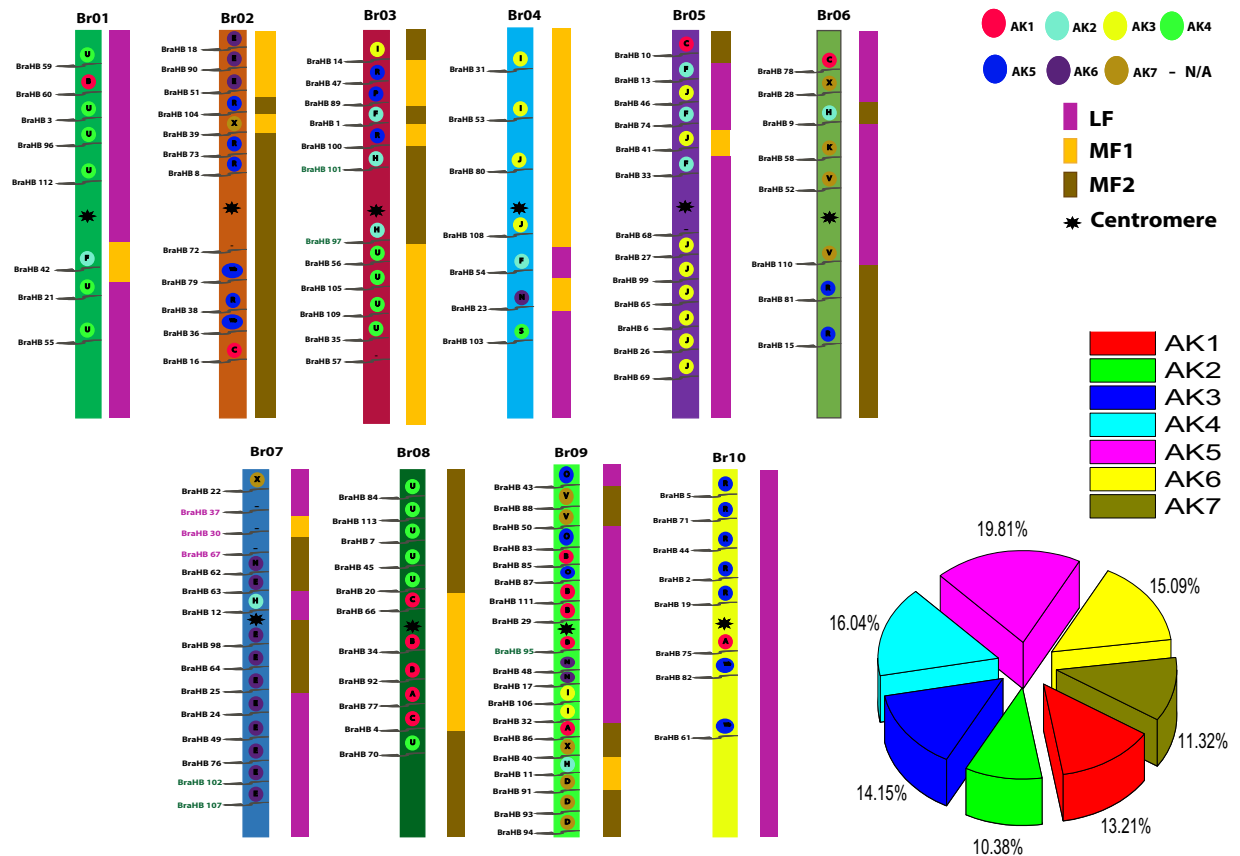 Br01
U
BraHB 59
B
BraHB 60
U
BraHB 3
U
BraHB 96
U
BraHB 112
F
BraHB 42
U
BraHB 21
U
BraHB 55
Br02
E
BraHB 18
E
BraHB 90
E
BraHB 51
R
BraHB 104
X
BraHB 39
R
BraHB 73
R
BraHB 8
-
BraHB 72
BraHB 79
R
BraHB 38
BraHB 36
C
BraHB 16
Br03
I
BraHB 14
R
BraHB 47
P
BraHB 89
F
BraHB 1
R
BraHB 100
H
BraHB 101
H
BraHB 97
U
BraHB 56
U
BraHB 105
U
BraHB 109
U
BraHB 35
-
BraHB 57
Br04
I
BraHB 31
I
BraHB 53
J
BraHB 80
J
BraHB 108
F
BraHB 54
N
BraHB 23
S
BraHB 103
Br05
C
BraHB 10
F
BraHB 13
J
BraHB 46
F
BraHB 74
J
BraHB 41
F
BraHB 33
-
BraHB 68
J
BraHB 27
J
BraHB 99
J
BraHB 65
J
BraHB 6
J
BraHB 26
J
BraHB 69
Br06
C
BraHB 78
X
BraHB 28
H
BraHB 9
K
BraHB 58
V
BraHB 52
V
BraHB 110
R
BraHB 81
R
BraHB 15
AK1 AK2 AK3 AK4
AK5 AK6 AK7 - N/A
LF
MF1
MF2
Centromere
Br07
X
BraHB 22
-
BraHB 37
-
BraHB 30
-
BraHB 67
N
BraHB 62
E
BraHB 63
H
BraHB 12
E
BraHB 98
E
BraHB 64
E
BraHB 25
E
BraHB 24
E
BraHB 49
E
BraHB 76
E
BraHB 102
E
BraHB 107
Br08
U
BraHB 84
U
BraHB 113
U
BraHB 7
U
BraHB 45
U
BraHB 20
C
BraHB 66
B
BraHB 34
B
BraHB 92
A
BraHB 77
C
BraHB 4
U
BraHB 70
Br09
O
BraHB 43
V
BraHB 88
V
BraHB 50
O
BraHB 83
B
BraHB 85
O
BraHB 87
B
BraHB 111
B
BraHB 29
B
BraHB 95
N
BraHB 48
N
BraHB 17
I
BraHB 106
I
BraHB 32
A
BraHB 86
X
BraHB 40
H
BraHB 11
D
BraHB 91
D
BraHB 93
D
BraHB 94
Br10
R
BraHB 5
R
BraHB 71
R
BraHB 44
R
BraHB 2
R
BraHB 19
A
BraHB 75
BraHB 82
BraHB 61
AK1
AK2
AK3
AK4
AK5
AK6
AK7
19.81%
15.09%
16.04%
11.32%
14.15%
13.21%
10.38%